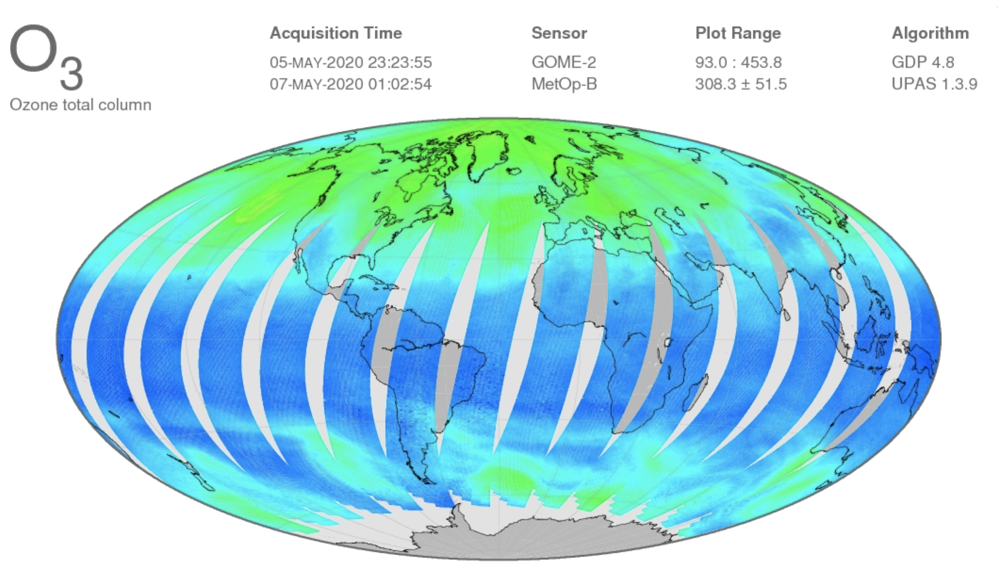 O3
Ozone total column
Acquisition Time
05-MAY-2020 23:23:55
07-MAY-2020 01:02:54
Sensor
GOME-2
MetOp-B
Plot Range
93.0 : 453.8
308.3 ± 51.5
Algorithm
GDP 4.8
UPAS 1.3.9